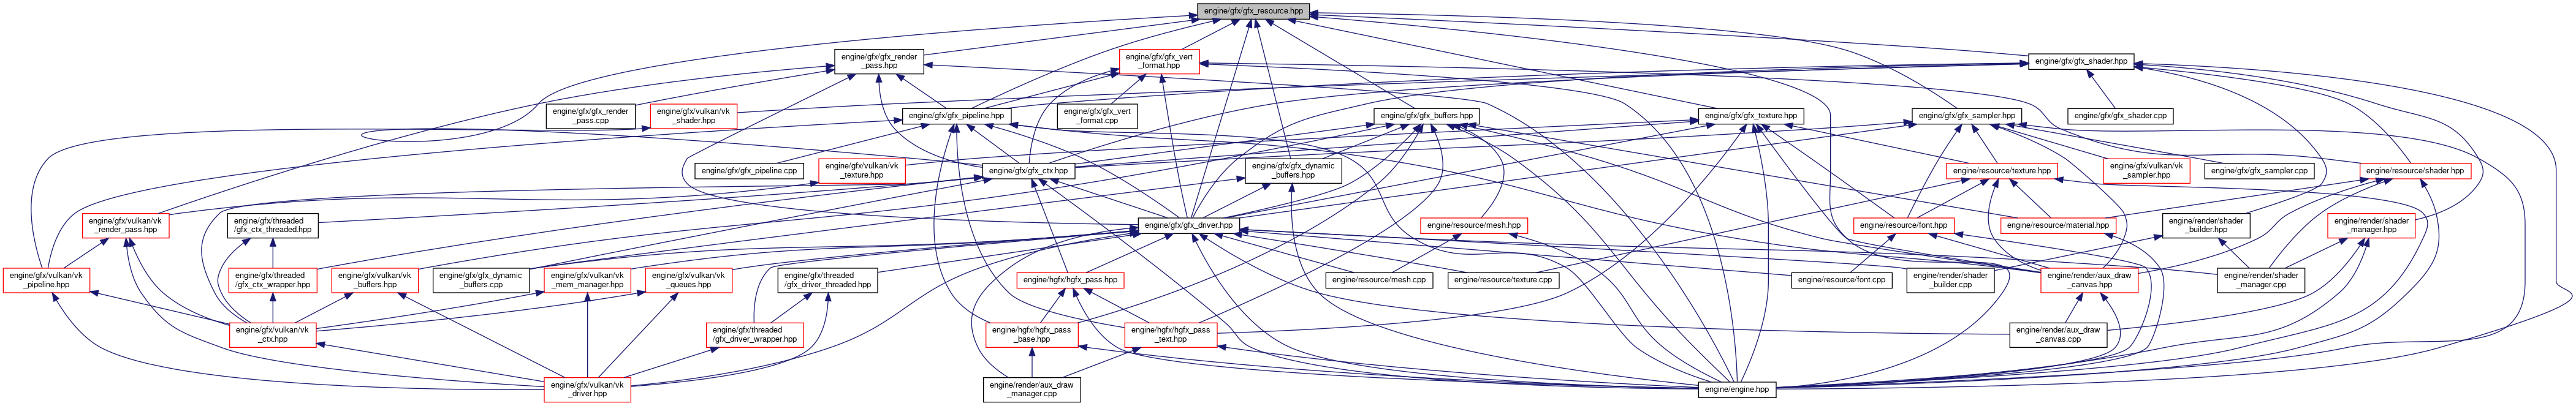 engine/gfx/gfx_resource.hpp
engine/gfx/gfx_render
_pass.hpp
engine/gfx/gfx_vert
_format.hpp
engine/gfx/gfx_shader.hpp
engine/gfx/gfx_render
_pass.cpp
engine/gfx/vulkan/vk
_shader.hpp
engine/gfx/gfx_pipeline.hpp
engine/gfx/gfx_vert
_format.cpp
engine/gfx/gfx_buffers.hpp
engine/gfx/gfx_texture.hpp
engine/gfx/gfx_sampler.hpp
engine/gfx/gfx_shader.cpp
engine/gfx/gfx_pipeline.cpp
engine/gfx/vulkan/vk
_texture.hpp
engine/gfx/gfx_ctx.hpp
engine/gfx/gfx_dynamic
_buffers.hpp
engine/resource/texture.hpp
engine/gfx/vulkan/vk
_sampler.hpp
engine/gfx/gfx_sampler.cpp
engine/resource/shader.hpp
engine/gfx/vulkan/vk
_render_pass.hpp
engine/gfx/threaded
/gfx_ctx_threaded.hpp
engine/gfx/gfx_driver.hpp
engine/resource/mesh.hpp
engine/resource/font.hpp
engine/resource/material.hpp
engine/render/shader
_builder.hpp
engine/render/shader
_manager.hpp
engine/gfx/vulkan/vk
_pipeline.hpp
engine/gfx/threaded
/gfx_ctx_wrapper.hpp
engine/gfx/vulkan/vk
_buffers.hpp
engine/gfx/gfx_dynamic
_buffers.cpp
engine/gfx/vulkan/vk
_mem_manager.hpp
engine/gfx/vulkan/vk
_queues.hpp
engine/gfx/threaded
/gfx_driver_threaded.hpp
engine/hgfx/hgfx_pass.hpp
engine/resource/mesh.cpp
engine/resource/texture.cpp
engine/resource/font.cpp
engine/render/shader
_builder.cpp
engine/render/aux_draw
_canvas.hpp
engine/render/shader
_manager.cpp
engine/gfx/vulkan/vk
_ctx.hpp
engine/gfx/threaded
/gfx_driver_wrapper.hpp
engine/hgfx/hgfx_pass
_base.hpp
engine/hgfx/hgfx_pass
_text.hpp
engine/render/aux_draw
_canvas.cpp
engine/gfx/vulkan/vk
_driver.hpp
engine/render/aux_draw
_manager.cpp
engine/engine.hpp